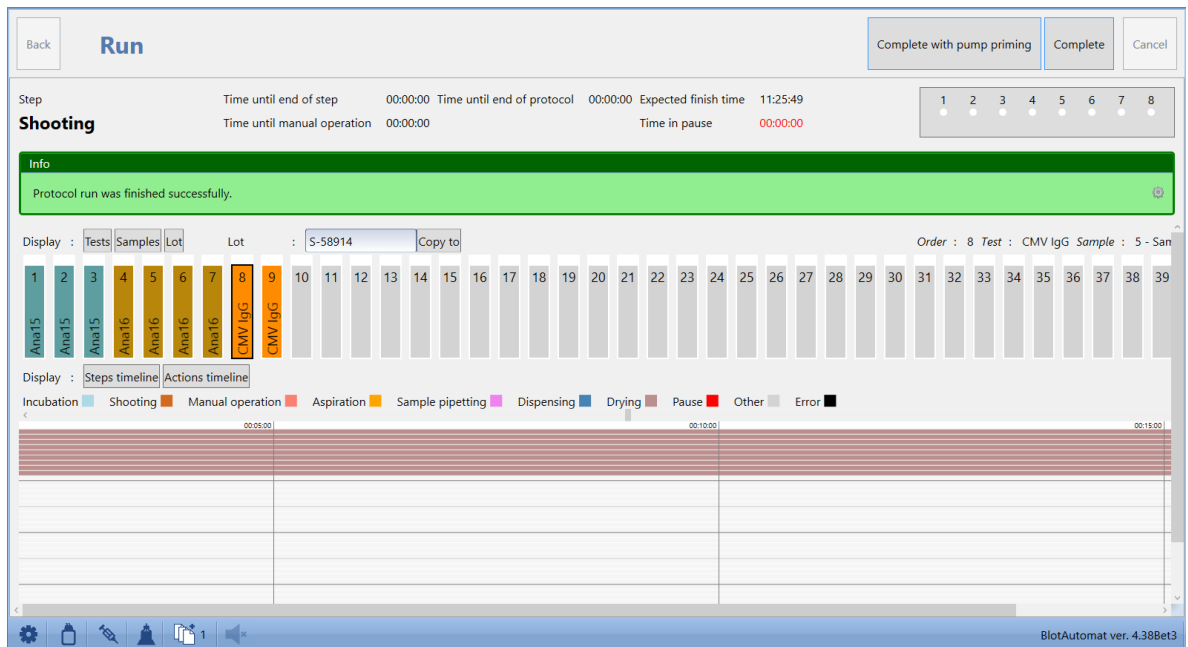 Back Run Complete with pump priming Complete Cancel
Step Time until end of step 00:00:00 Time until end of protocol 00:00:00 Expected finish time 11:25:49 1 2 3 4 5 6 7 8
Shooting Time until manual operation 00:00:00 Time in pause 00:00:00
Info
Protocol run was finished successfully.
Display : Tests Samples Lot Lot : S-58914 Copy to Order : 8 Test : CMV IgG Sample : 5 - Sam
1 2 3 4 5 6 7 8 9 10 11 12 13 14 15 16 17 18 19 20 21 22 23 24 25 26 27 28 29 30 31 32 33 34 35 36 37 38 39
Ana15 Ana15 Ana15 Ana16 Ana16 Ana16 Ana16 CMV IgG CMV IgG
Display : Steps timeline Actions timeline
Incubation Shooting Manual operation Aspiration Sample pipetting Dispensing Drying Pause Other Error
00:05:00 00:10:00 00:15:00
1 BlotAutomat ver. 4.38Bet3